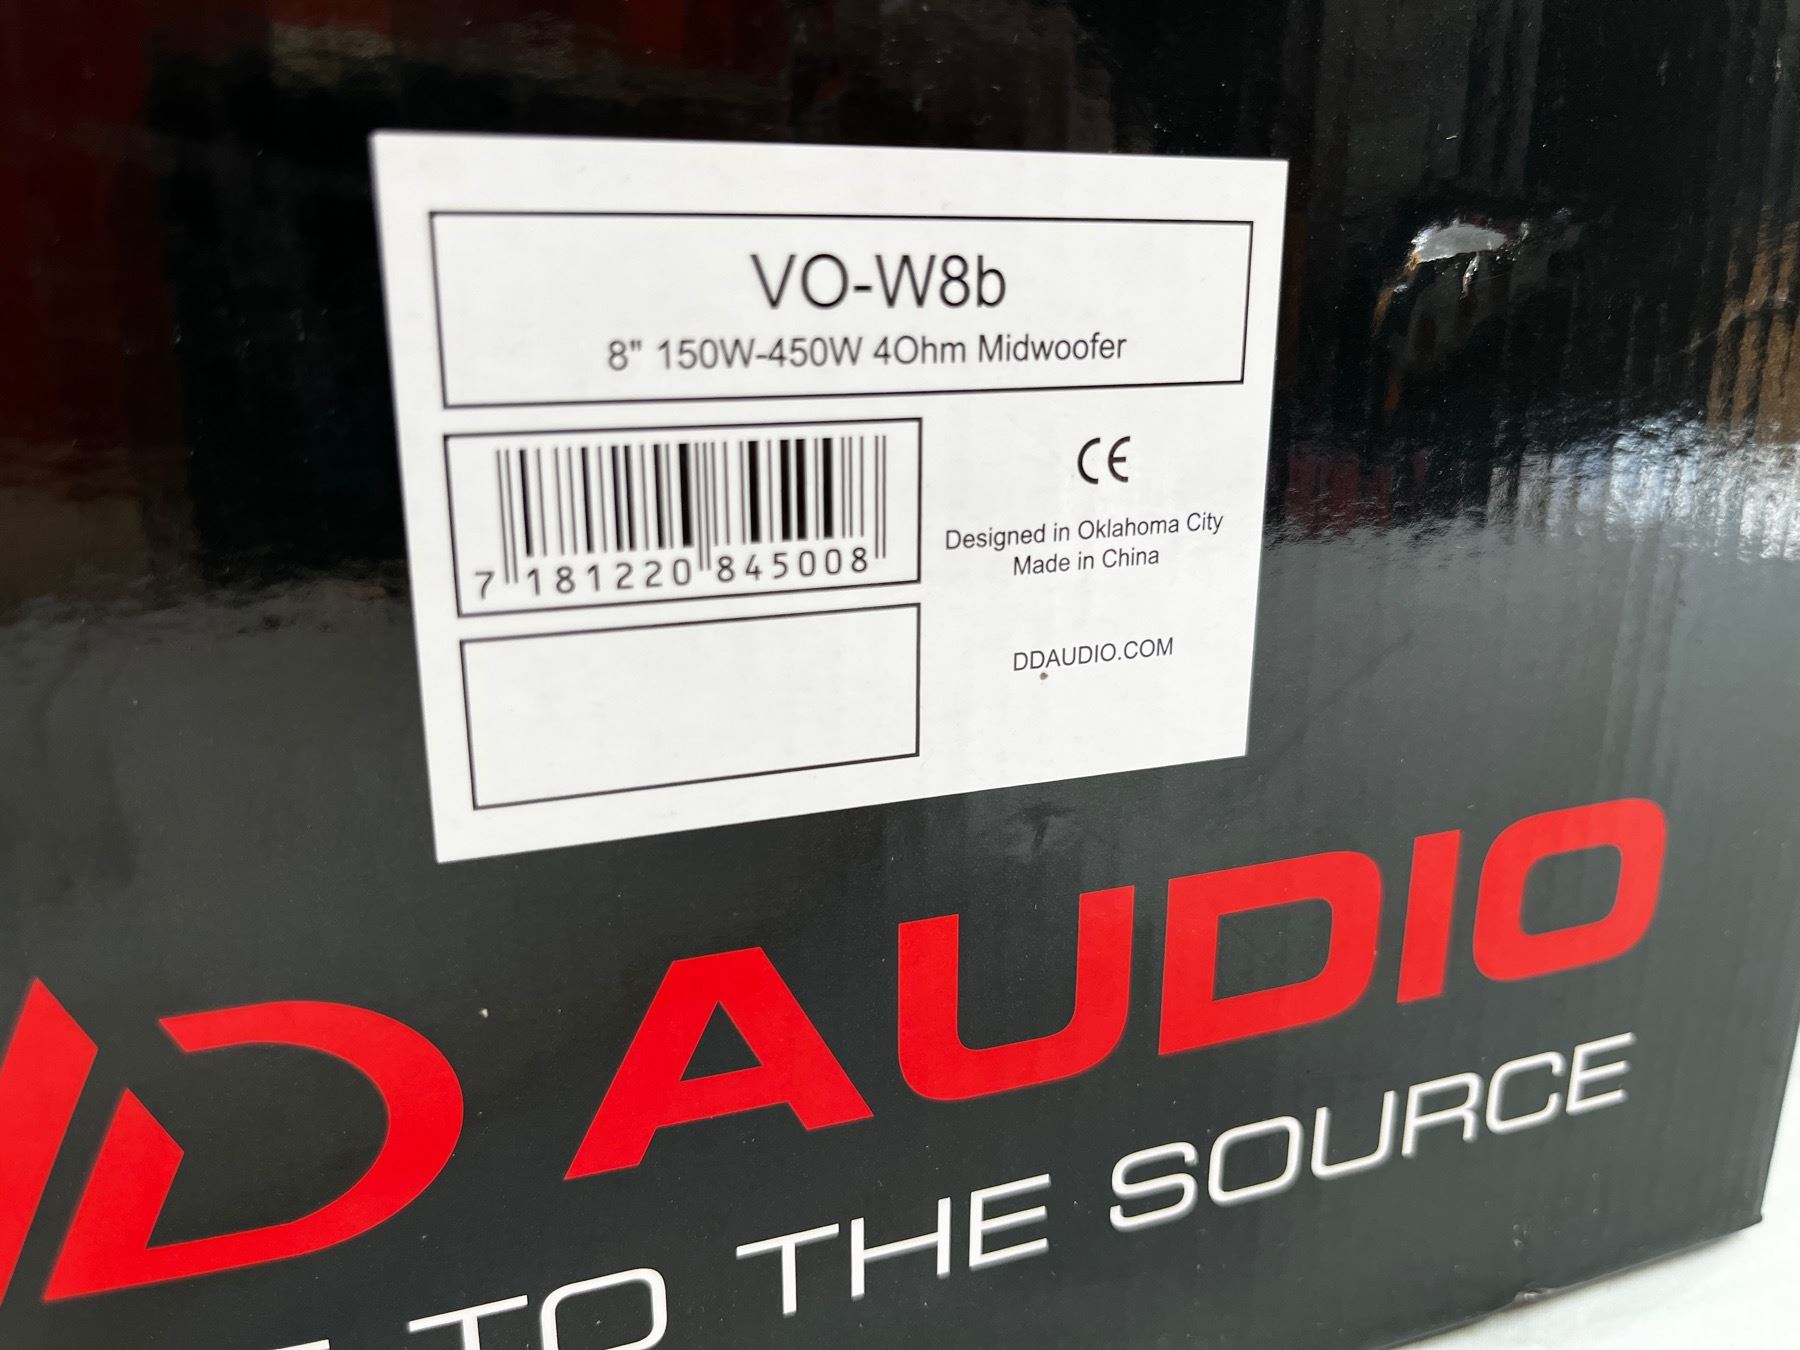 VO-W8b
8" 150W-450W 4Ohm Midwoofer
CE
7 181220 845008
Designed in Oklahoma City
Made in China
DDAUDIO.COM
D AUDIO
TO THE SOURCE